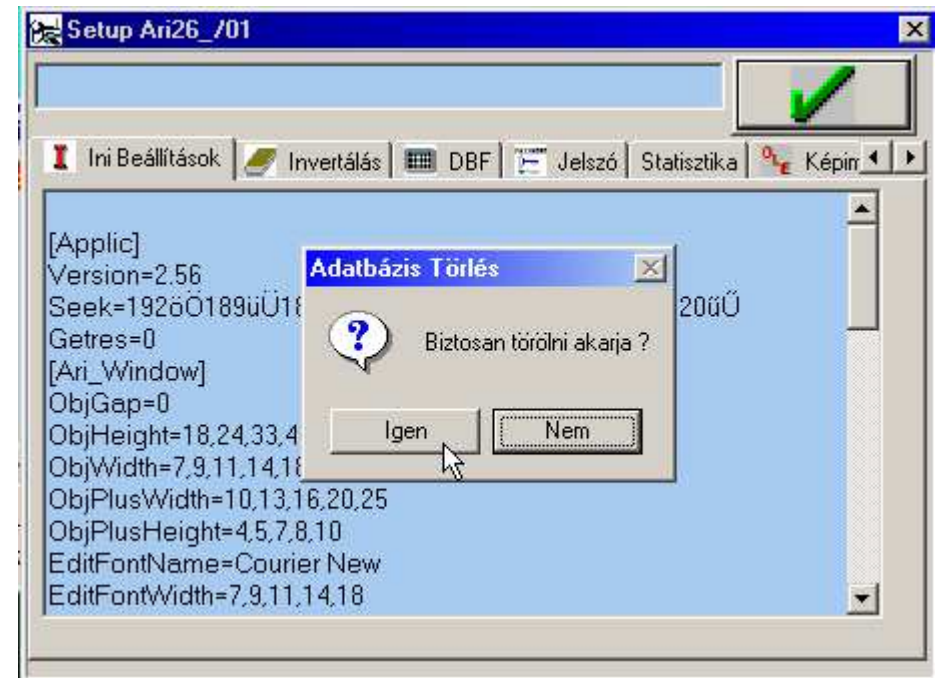 Setup Ari26_/01
Ini Beállítások Invertálás DBF Jelszó Statisztika OLE Képin
[Applic]
Version=2.56
Seek=192öÖ189üÜ18 20űŰ
Getres=0
[Ari_Window]
ObjGap=0
ObjHeight=18,24,33,4
ObjWidth=7,9,11,14,18
ObjPlusWidth=10,13,16,20,25
ObjPlusHeight=4,5,7,8,10
EditFontName=Courier New
EditFontWidth=7,9,11,14,18
Adatbázis Törlés
Biztosan törölni akarja ?
Igen Nem